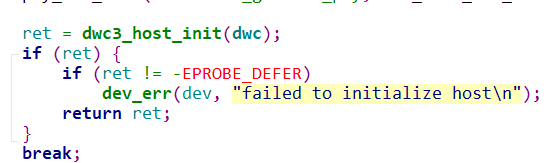 ret = dwc3_host_init(dwc);
if (ret) {
if (ret != -EPROBE_DEFER)
dev_err(dev, "failed to initialize host\n");
return ret;
}
break;